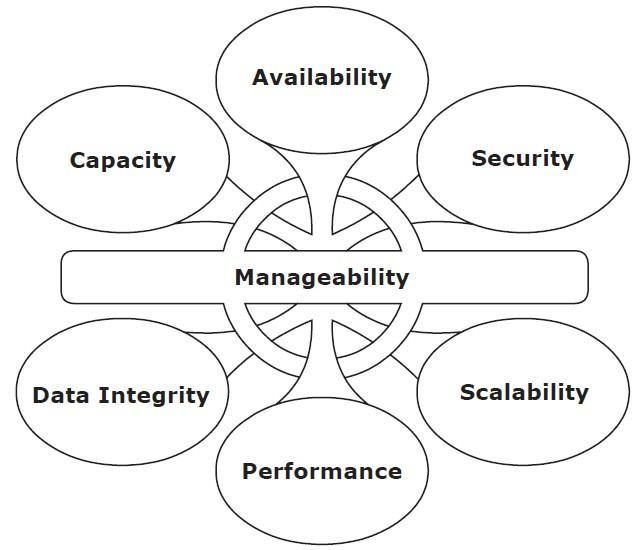 Availability
Capacity
Security
Manageability
Data Integrity
Scalability
Performance